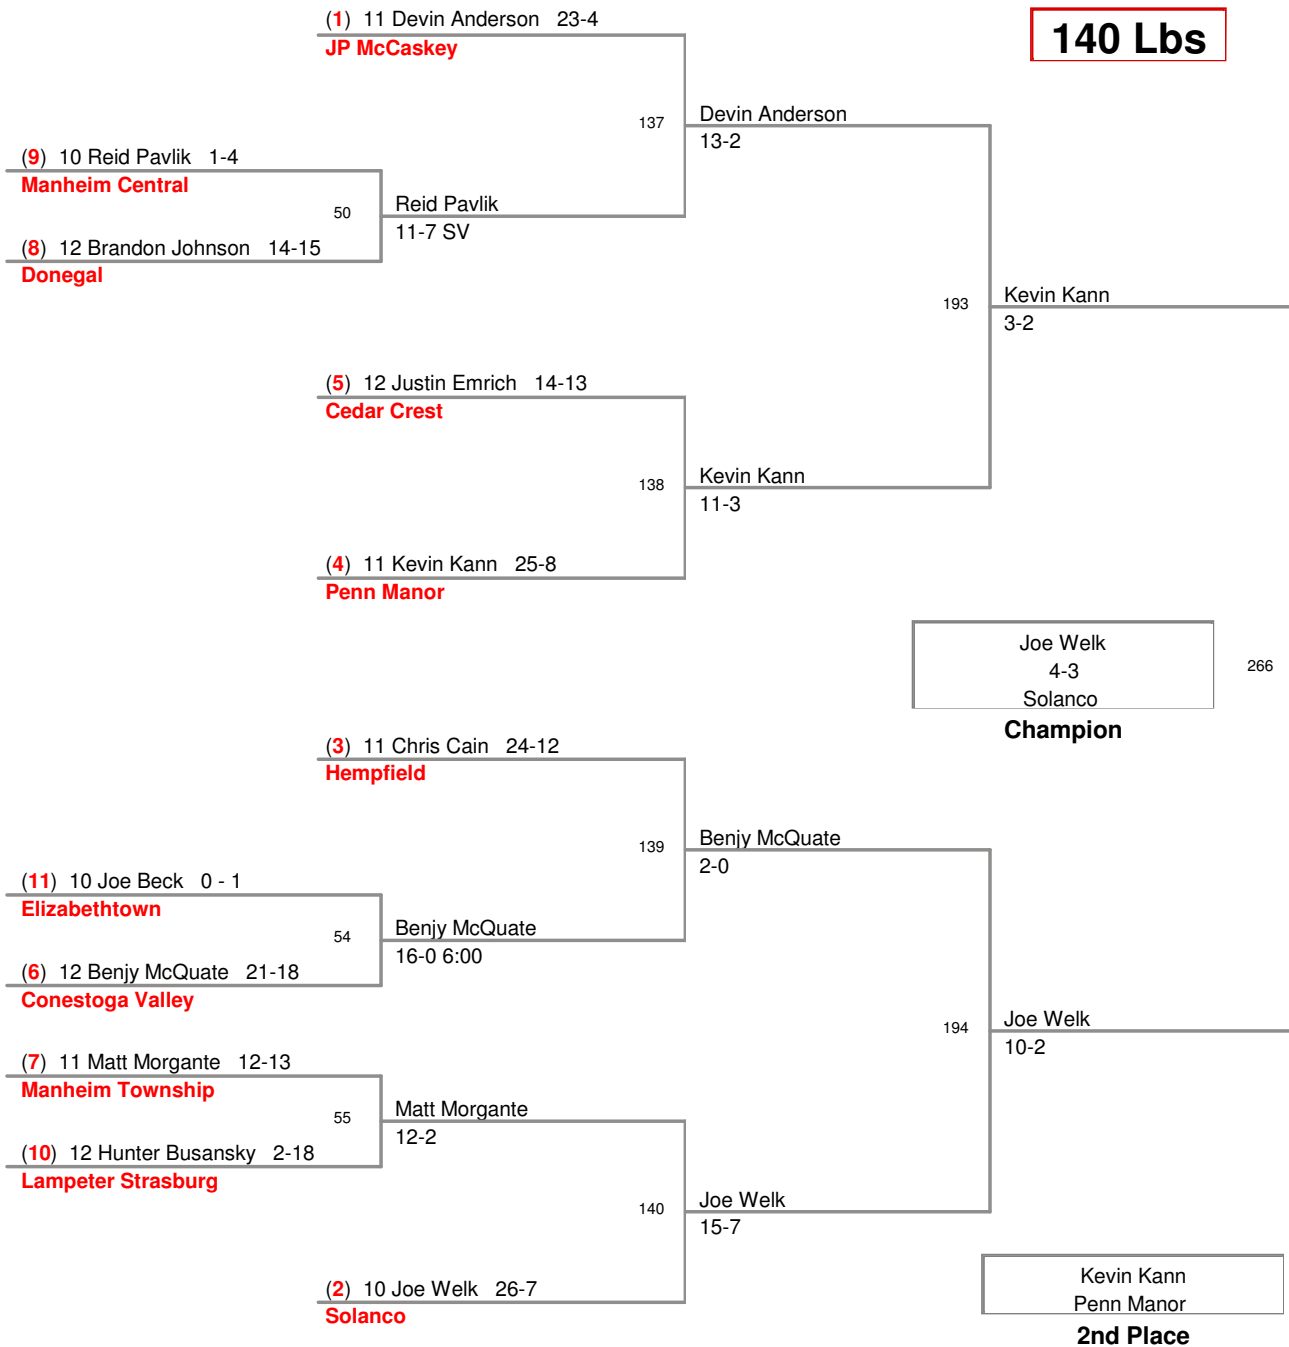 (1) 11 Devin Anderson 23-4
JP McCaskey
140 Lbs
137
Devin Anderson
13-2
(9) 10 Reid Pavlik 1-4
Manheim Central
50
Reid Pavlik
11-7 SV
(8) 12 Brandon Johnson 14-15
Donegal
193
Kevin Kann
3-2
(5) 12 Justin Emrich 14-13
Cedar Crest
138
Kevin Kann
11-3
(4) 11 Kevin Kann 25-8
Penn Manor
Joe Welk
4-3
Solanco
266
Champion
(3) 11 Chris Cain 24-12
Hempfield
139
Benjy McQuate
2-0
(11) 10 Joe Beck 0 - 1
Elizabethtown
54
Benjy McQuate
16-0 6:00
(6) 12 Benjy McQuate 21-18
Conestoga Valley
194
Joe Welk
10-2
(7) 11 Matt Morgante 12-13
Manheim Township
55
Matt Morgante
12-2
(10) 12 Hunter Busansky 2-18
Lampeter Strasburg
140
Joe Welk
15-7
(2) 10 Joe Welk 26-7
Solanco
Kevin Kann
Penn Manor
2nd Place